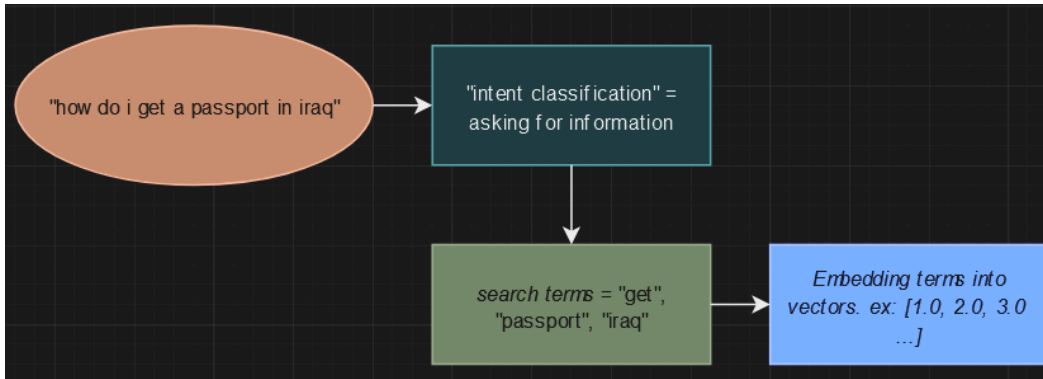 "how do i get a passport in iraq"
"intent classification" =
asking for information
search terms = "get",
"passport", "iraq"
Embedding terms into
vectors. ex: [1.0, 2.0, 3.0
...]